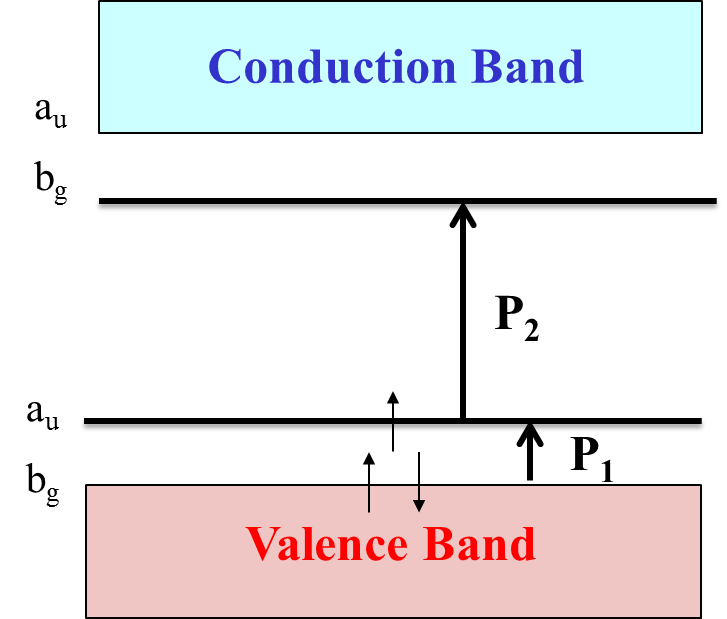 Conduction Band
a_u
b_g
P_2
a_u
P_1
b_g
Valence Band